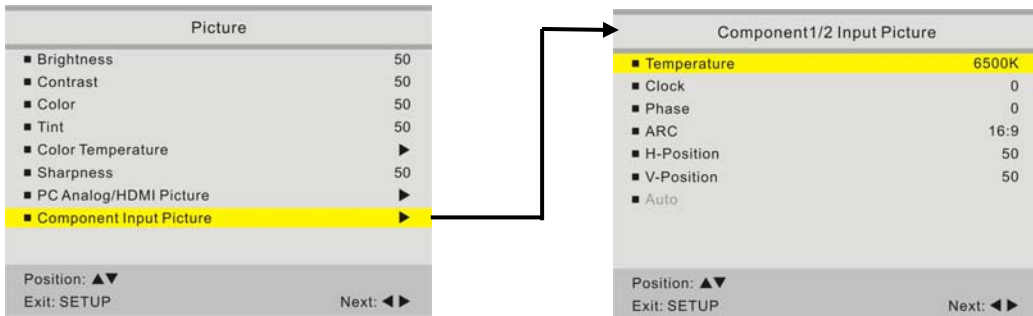 Picture
■ Brightness 50
■ Contrast 50
■ Color 50
■ Tint 50
■ Color Temperature ▶
■ Sharpness 50
■ PC Analog/HDMI Picture ▶
■ Component Input Picture ▶
Position: ▲▼
Exit: SETUP Next: ◀ ▶
Component1/2 Input Picture
■ Temperature 6500K
■ Clock 0
■ Phase 0
■ ARC 16:9
■ H-Position 50
■ V-Position 50
■ Auto
Position: ▲▼
Exit: SETUP Next: ◀ ▶